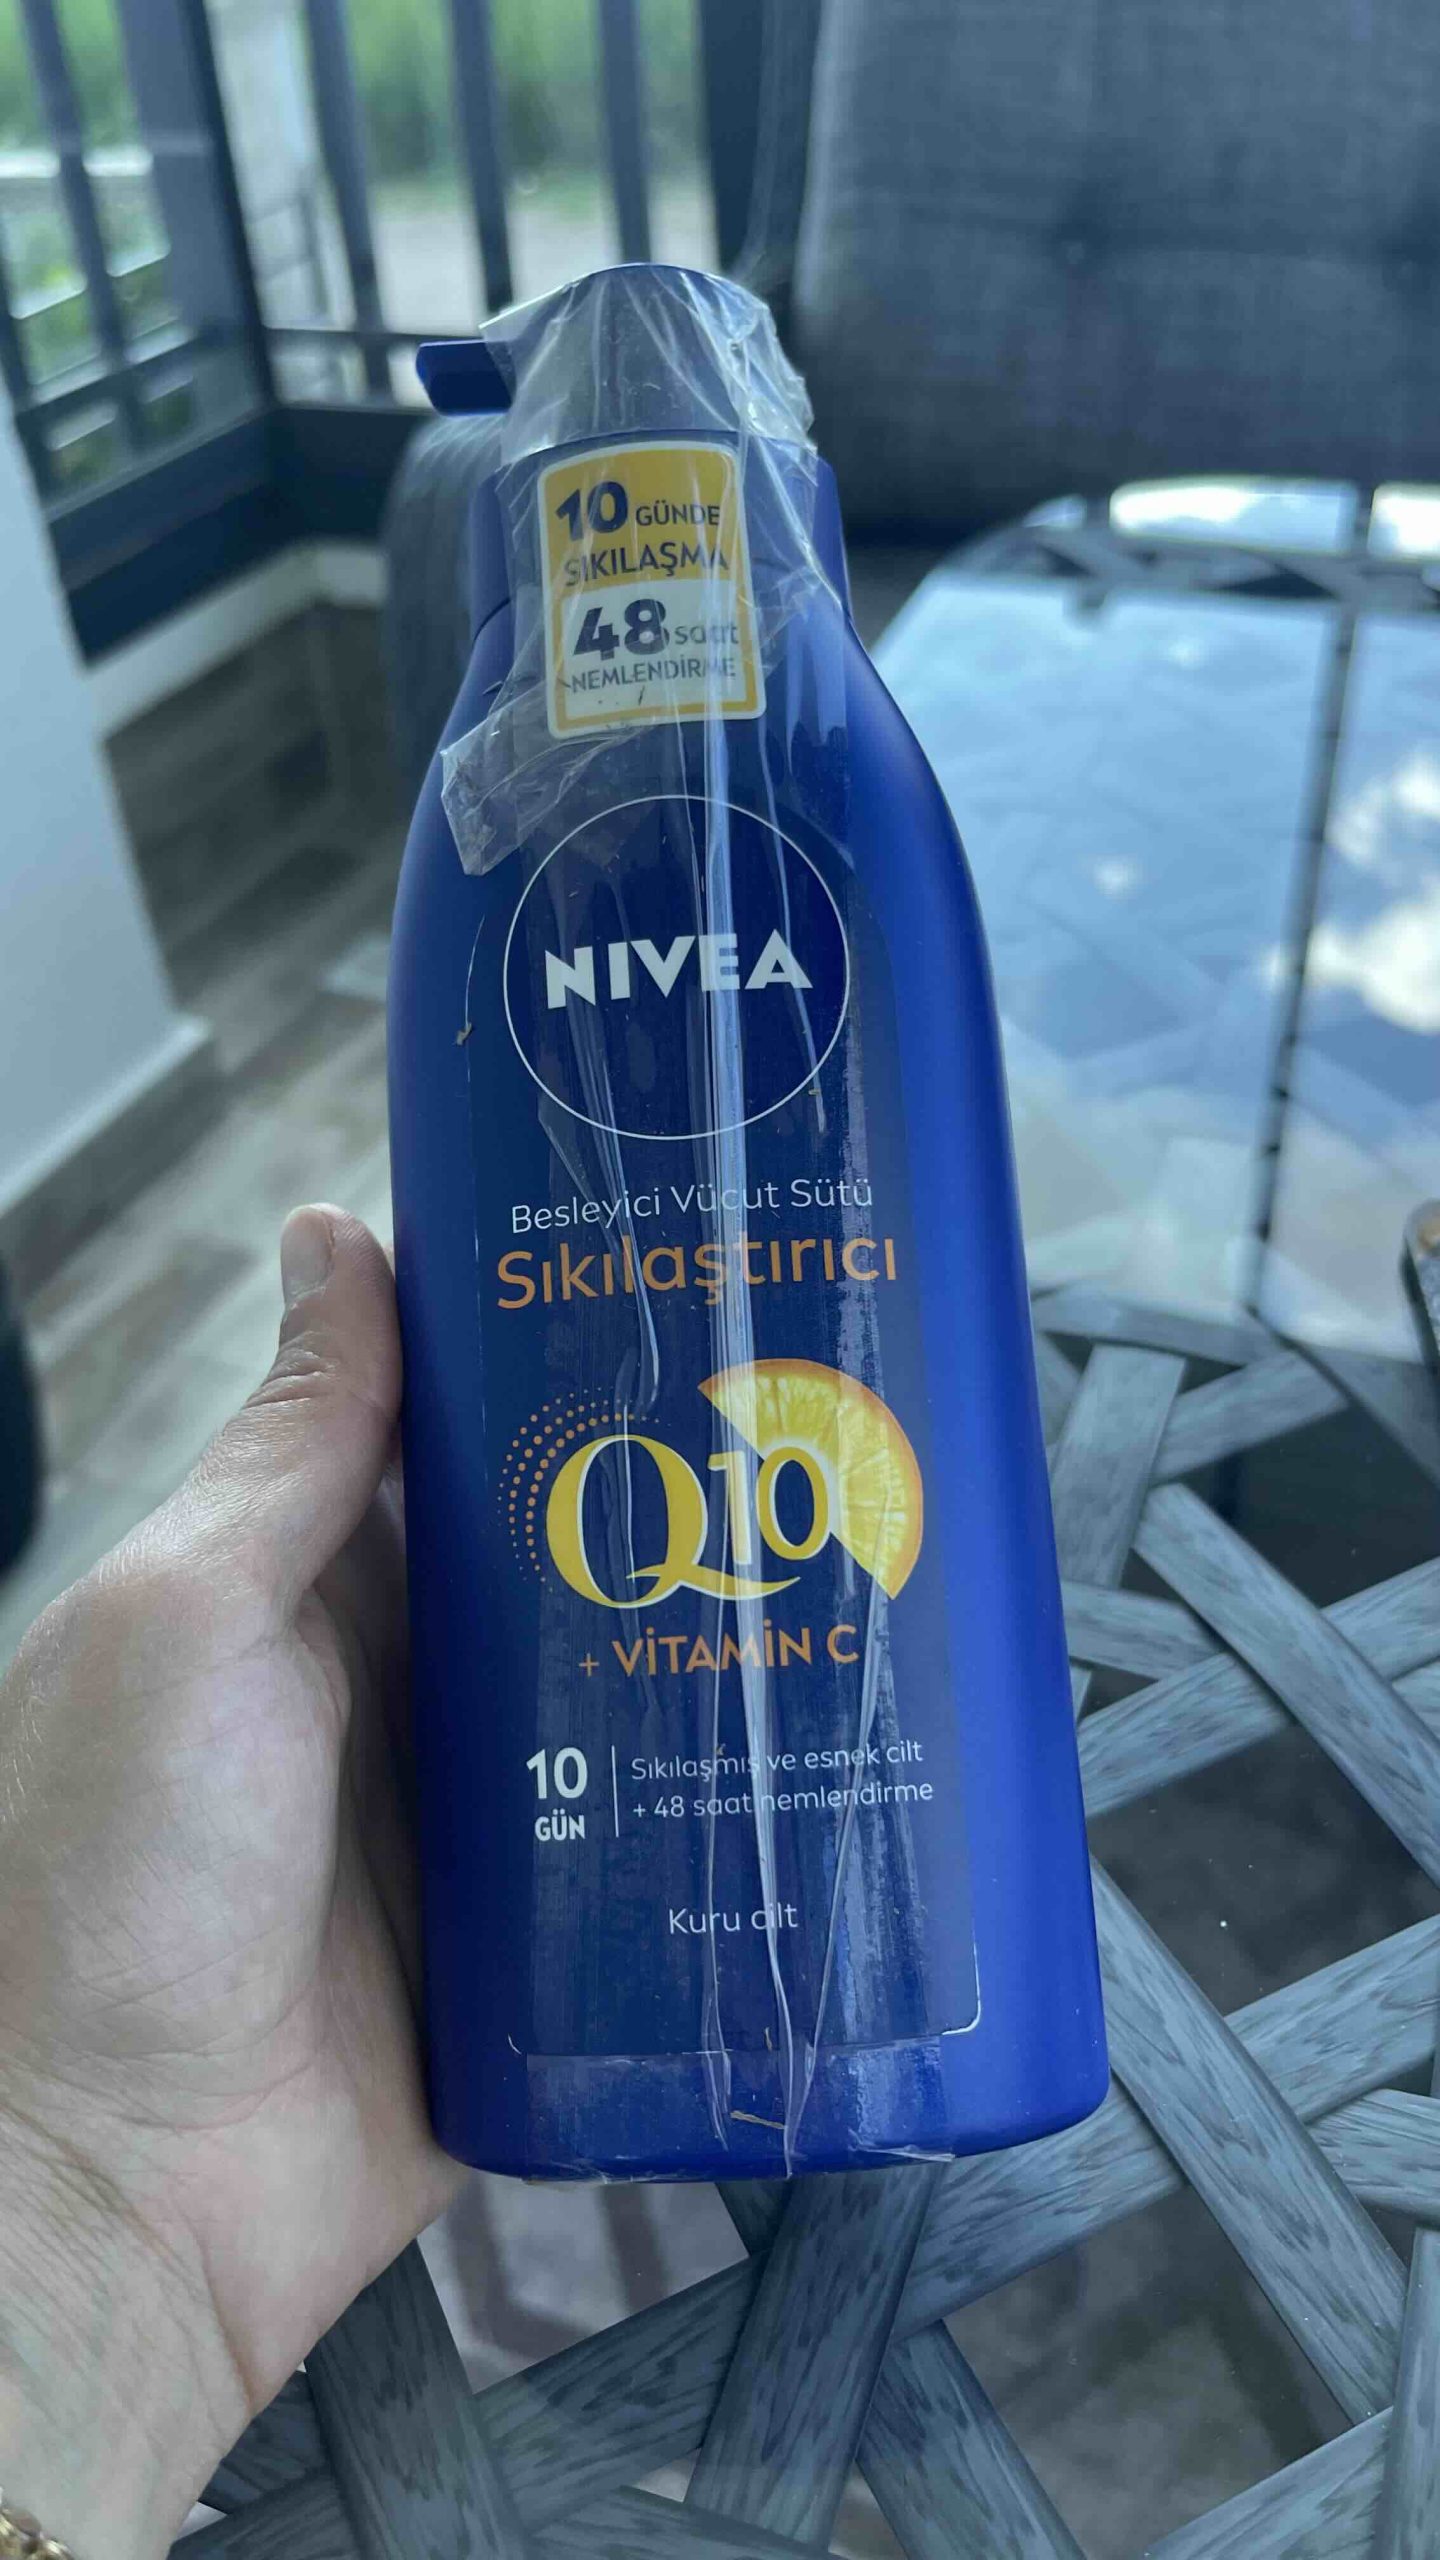 10 GÜNDE
SIKILAŞMA
48 saat
NEMLENDİRME
NIVEA
Besleyici Vücut Sütü
Sıkılaştırıcı
Q10
+ VİTAMİN C
10
GÜN
Sıkılaşmış ve esnek cilt
+ 48 saat nemlendirme
Kuru cilt